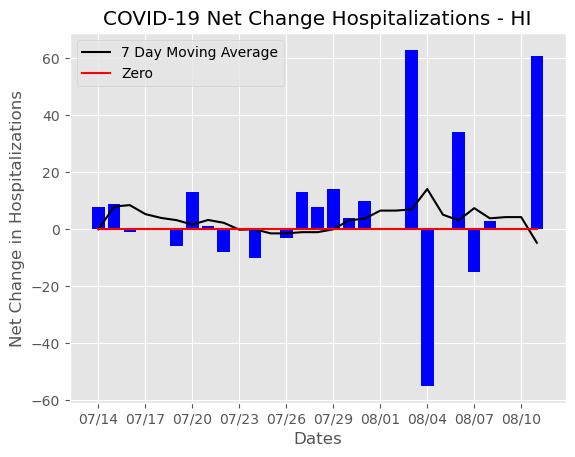 COVID-19 Net Change Hospitalizations - HI
7 Day Moving Average
Zero
Net Change in Hospitalizations
60
40
20
0
−20
−40
−60
07/14 07/17 07/20 07/23 07/26 07/29 08/01 08/04 08/07 08/10
Dates